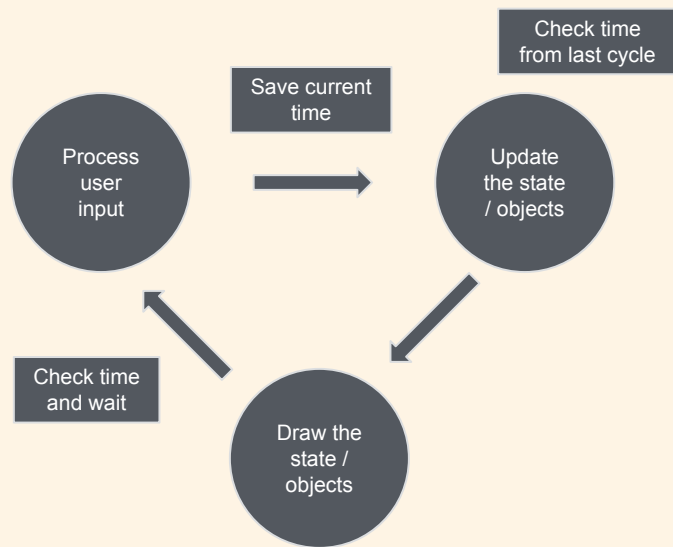 Check time
from last cycle
Save current
time
Process
user
input
Update
the state
/ objects
Check time
and wait
Draw the
state /
objects